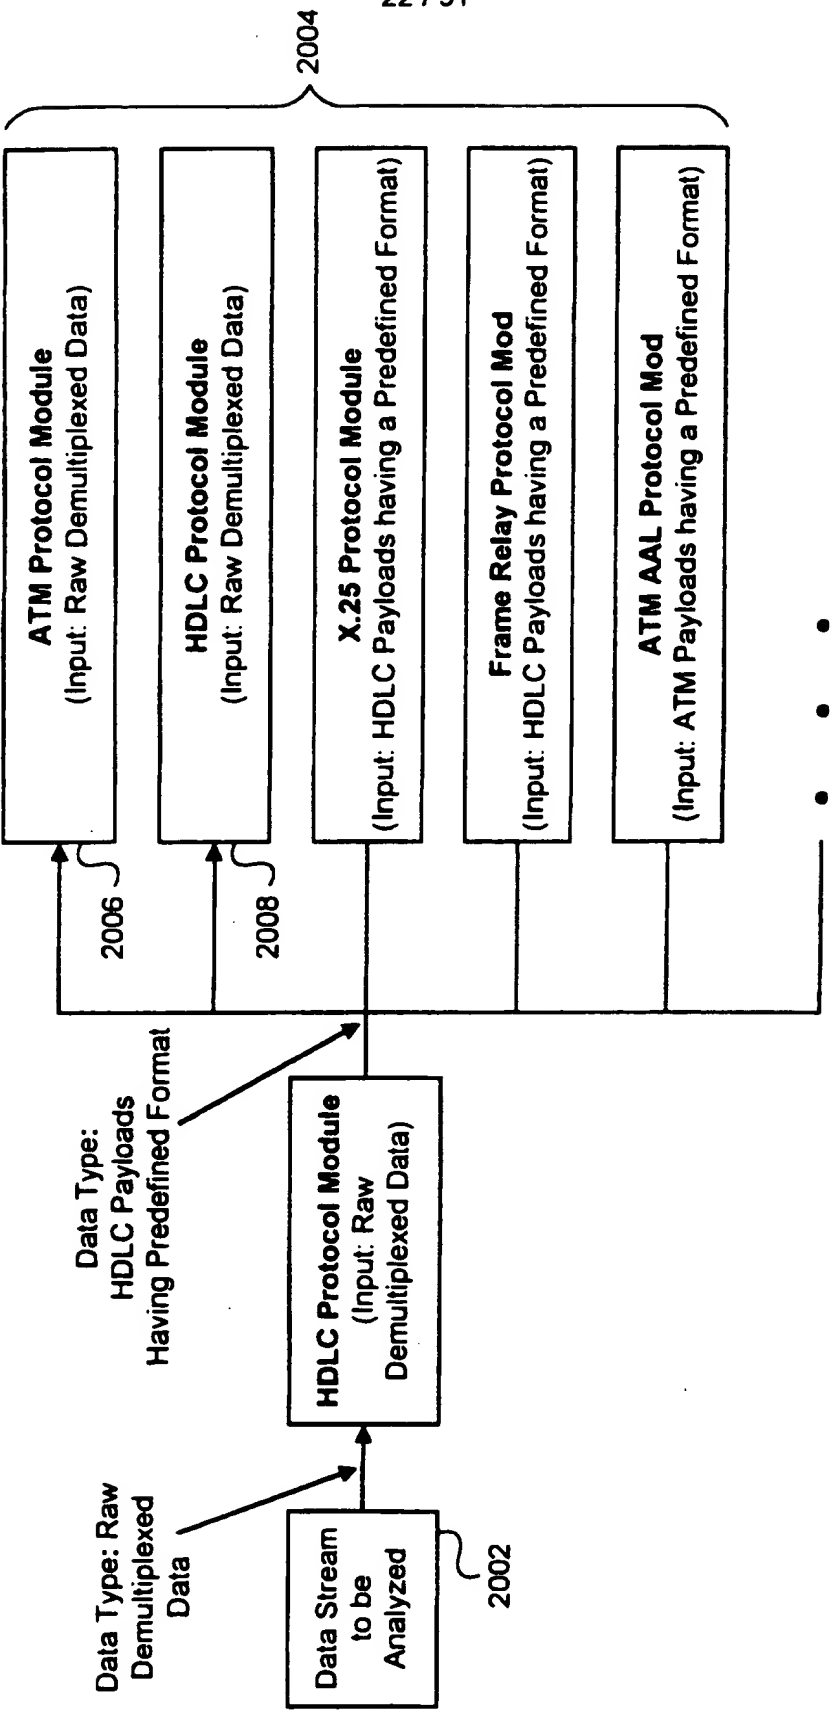 2004
ATM Protocol Module
(Input: Raw Demultiplexed Data)
2006
HDLC Protocol Module
(Input: Raw Demultiplexed Data)
2008
X.25 Protocol Module
(Input: HDLC Payloads having a Predefined Format)
Frame Relay Protocol Mod
(Input: HDLC Payloads having a Predefined Format)
ATM AAL Protocol Mod
(Input: ATM Payloads having a Predefined Format)
Data Type:
HDLC Payloads
Having Predefined Format
HDLC Protocol Module
(Input: Raw
Demultiplexed Data)
Data Type: Raw
Demultiplexed
Data
Data Stream
to be
Analyzed
2002